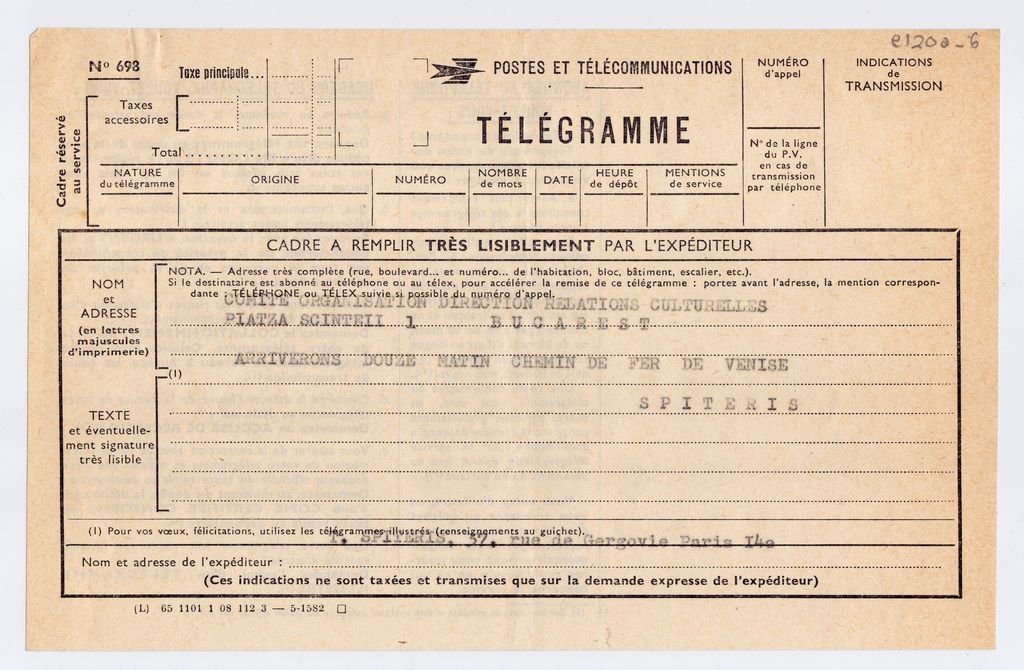 e1200-6
N° 693
Taxe principale...
Taxes
accessoires
Total
Cadre réservé
au service
POSTES ET TÉLÉCOMMUNICATIONS
TÉLÉGRAMME
NUMÉRO
d'appel
N° de la ligne
du P.V.
en cas de
transmission
par téléphone
INDICATIONS
de
TRANSMISSION
NATURE
du télégramme
ORIGINE
NUMÉRO
NOMBRE
de mots
DATE
HEURE
de dépôt
MENTIONS
de service
CADRE A REMPLIR TRÈS LISIBLEMENT PAR L'EXPÉDITEUR
NOM
et
ADRESSE
(en lettres
majuscules
d'imprimerie)
NOTA. — Adresse très complète (rue, boulevard... et numéro... de l'habitation, bloc, bâtiment, escalier, etc.).
Si le destinataire est abonné au téléphone ou au télex, pour accélérer la remise de ce télégramme : portez avant l'adresse, la mention correspon-
dante : TÉLÉPHONE ou TÉLEX suivie si possible du numéro d'appel.
COMITE ORGANISATION DIRECTION RELATIONS CULTURELLES
PIATZA SCINTEII 1 BUCAREST
ARRIVERONS DOUZE MATIN CHEMIN DE FER DE VENISE
(1)
SPITERIS
TEXTE
et éventuelle-
ment signature
très lisible
(1) Pour vos vœux, félicitations, utilisez les télégrammes illustrés (renseignements au guichet).
T. SPITERIS, 37, rue de Gergovie Paris 14e
Nom et adresse de l'expéditeur :
(Ces indications ne sont taxées et transmises que sur la demande expresse de l'expéditeur)
(L) 65 1101 1 08 112 3 — 5-1582